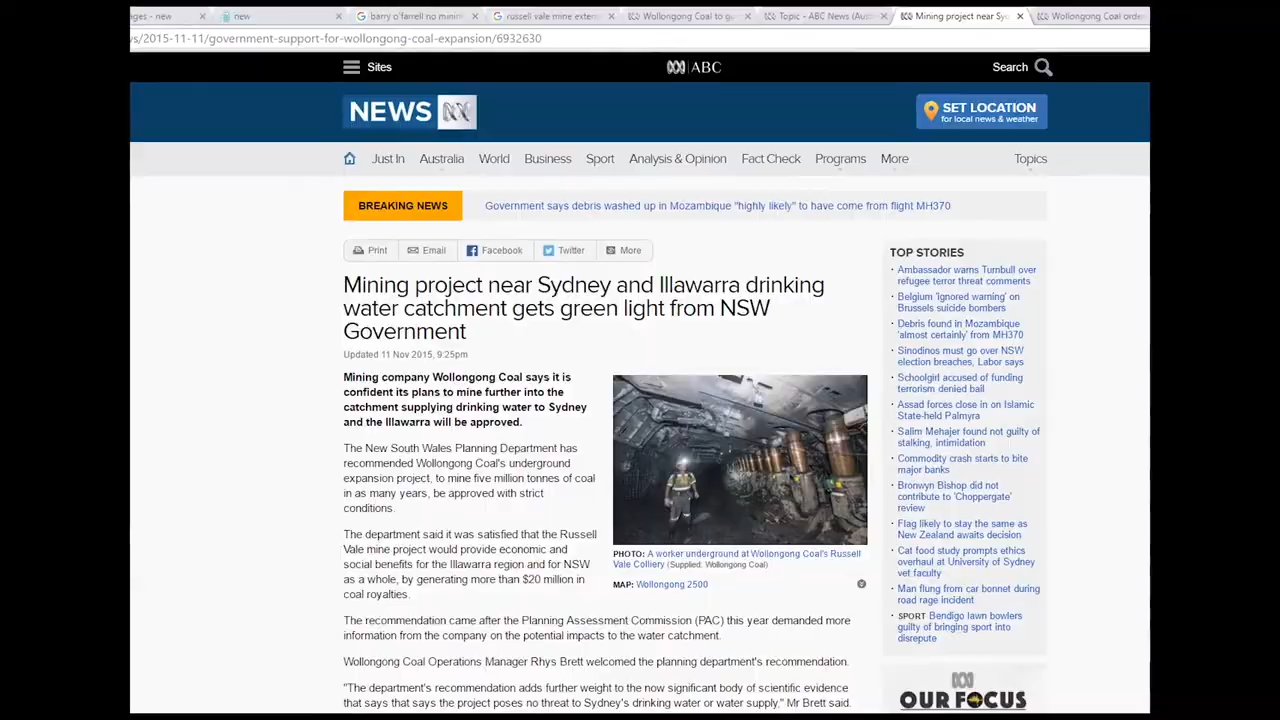 ages - new
new
barry o'farrell no minin
russell vale mine exten
Wollongong Coal to gu
Topic - ABC News (Aust
Mining project near Sy
Wollongong Coal orde
s/2015-11-11/government-support-for-wollongong-coal-expansion/6932630
Sites
ABC
Search
NEWS
SET LOCATION
for local news & weather
Just In
Australia
World
Business
Sport
Analysis & Opinion
Fact Check
Programs
More
Topics
BREAKING NEWS
Government says debris washed up in Mozambique "highly likely" to have come from flight MH370
Print
Email
Facebook
Twitter
More
Mining project near Sydney and Illawarra drinking
water catchment gets green light from NSW
Government
Updated 11 Nov 2015, 9:25pm
Mining company Wollongong Coal says it is
confident its plans to mine further into the
catchment supplying drinking water to Sydney
and the Illawarra will be approved.
The New South Wales Planning Department has
recommended Wollongong Coal's underground
expansion project, to mine five million tonnes of coal
in as many years, be approved with strict
conditions.
The department said it was satisfied that the Russell
Vale mine project would provide economic and
social benefits for the Illawarra region and for NSW
as a whole, by generating more than $20 million in
coal royalties.
PHOTO: A worker underground at Wollongong Coal's Russell
Vale Colliery (Supplied: Wollongong Coal)
MAP: Wollongong 2500
The recommendation came after the Planning Assessment Commission (PAC) this year demanded more
information from the company on the potential impacts to the water catchment.
Wollongong Coal Operations Manager Rhys Brett welcomed the planning department's recommendation.
"The department's recommendation adds further weight to the now significant body of scientific evidence
that says that says the project poses no threat to Sydney's drinking water or water supply," Mr Brett said.
TOP STORIES
Ambassador warns Turnbull over
refugee terror threat comments
Belgium 'ignored warning' on
Brussels suicide bombers
Debris found in Mozambique
'almost certainly' from MH370
Sinodinos must go over NSW
election breaches, Labor says
Schoolgirl accused of funding
terrorism denied bail
Assad forces close in on Islamic
State-held Palmyra
Salim Mehajer found not guilty of
stalking, intimidation
Commodity crash starts to bite
major banks
Bronwyn Bishop did not
contribute to 'Choppergate'
review
Flag likely to stay the same as
New Zealand awaits decision
Cat food study prompts ethics
overhaul at University of Sydney
vet faculty
Man flung from car bonnet during
road rage incident
SPORT Bendigo lawn bowlers
guilty of bringing sport into
disrepute
OUR FOCUS